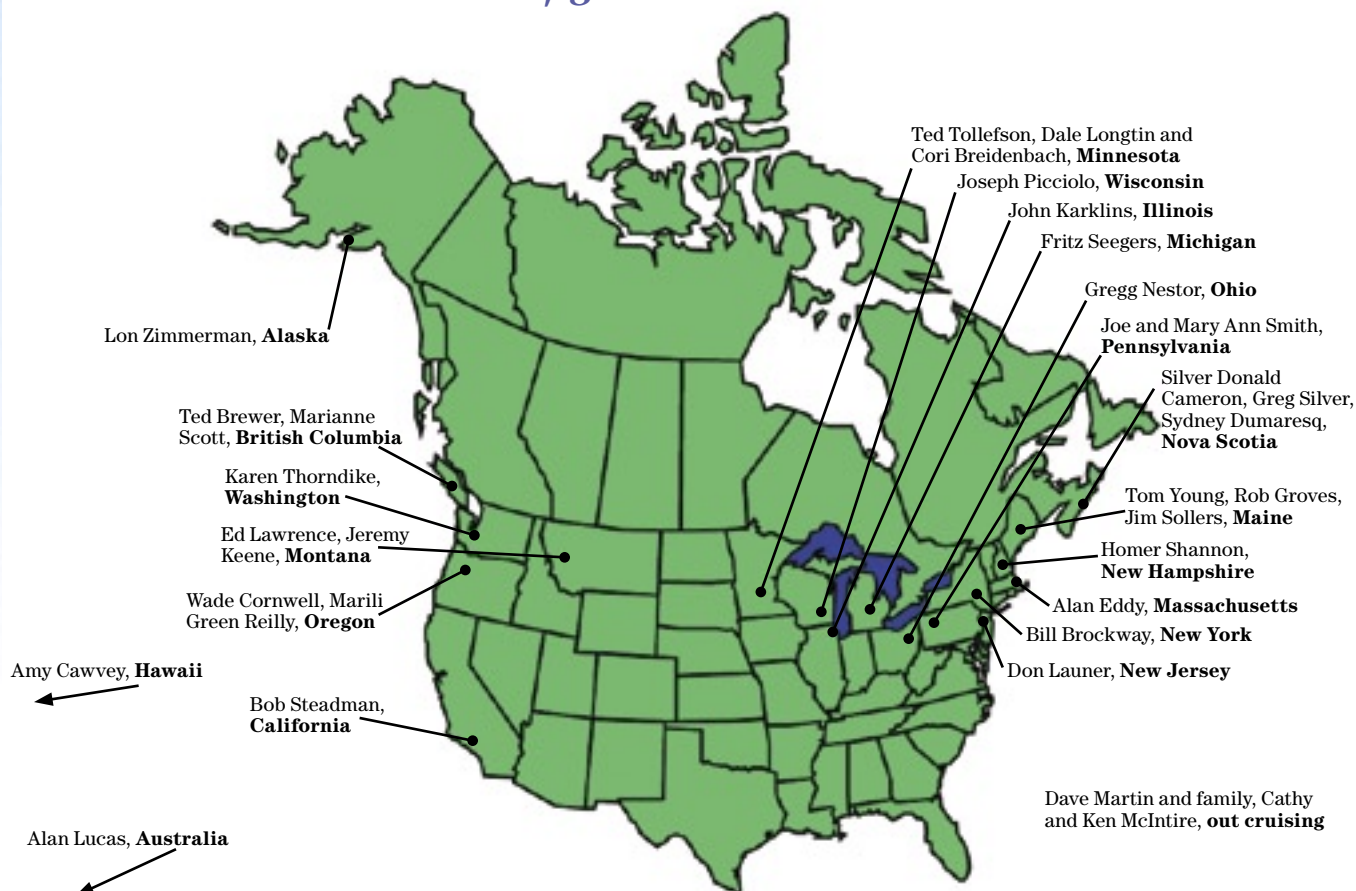 Ted Tollefson, Dale Longtin and
Cori Breidenbach, Minnesota
Joseph Picciolo, Wisconsin
John Karklins, Illinois
Fritz Seegers, Michigan
Gregg Nestor, Ohio
Joe and Mary Ann Smith,
Pennsylvania
Silver Donald
Cameron, Greg Silver,
Sydney Dumaresq,
Nova Scotia
Tom Young, Rob Groves,
Jim Sollers, Maine
Homer Shannon,
New Hampshire
Alan Eddy, Massachusetts
Bill Brockway, New York
Don Launer, New Jersey
Lon Zimmerman, Alaska
Ted Brewer, Marianne
Scott, British Columbia
Karen Thorndike,
Washington
Ed Lawrence, Jeremy
Keene, Montana
Wade Cornwell, Marili
Green Reilly, Oregon
Amy Cawvey, Hawaii
Bob Steadman,
California
Alan Lucas, Australia
Dave Martin and family, Cathy
and Ken McIntire, out cruising